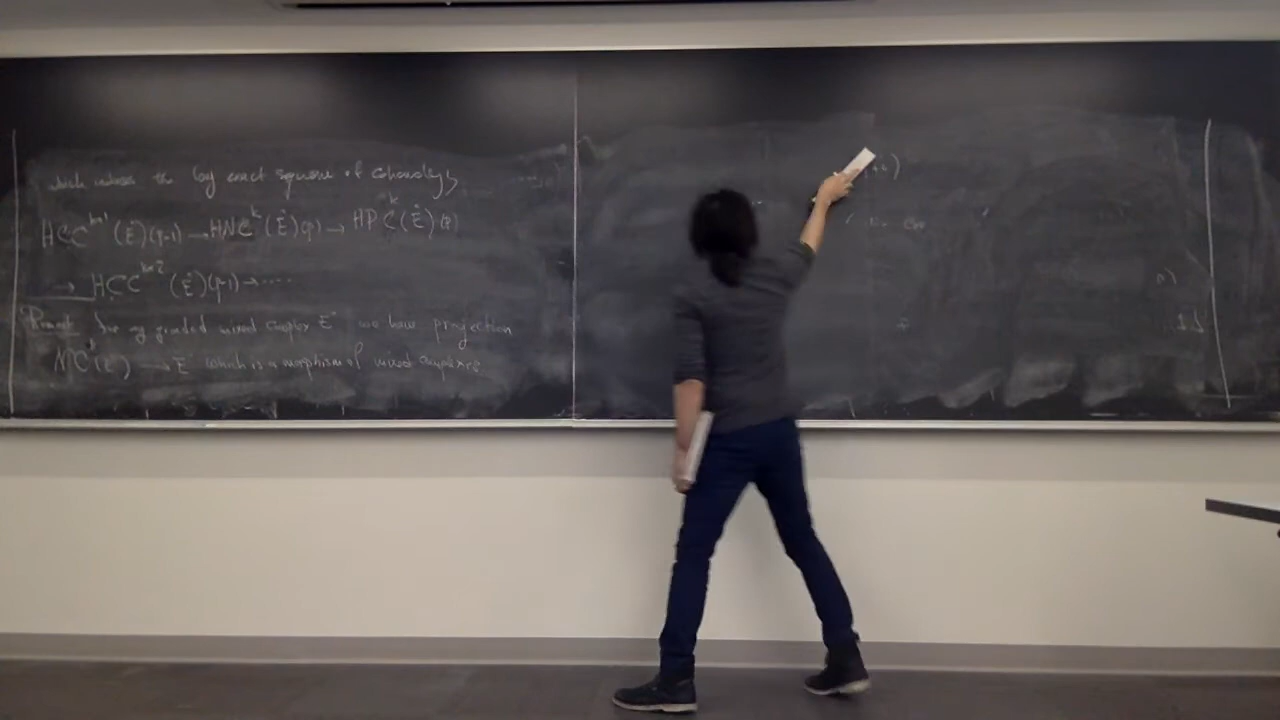 which induces the long exact sequence of cohomology
HCC^{k+1}(E^•)(p-1) → HNC^k(E^•)(p) → HPC^k(E^•)(p)
→ HCC^{k+2}(E^•)(p-1) → ....
Remark For any graded mixed complex E^• we have projection
NC^•(E) → E which is a morphism of mixed complexes